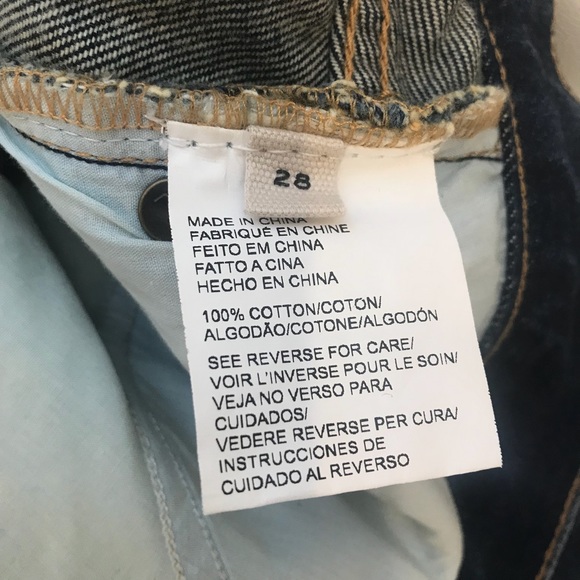 28
MADE IN CHINA
FABRIQUÉ EN CHINE
FEITO EM CHINA
FATTO A CINA
HECHO EN CHINA
100% COTTON/COTON/
ALGODÃO/COTONE/ALGODÓN
SEE REVERSE FOR CARE/
VOIR L'INVERSE POUR LE SOIN/
VEJA NO VERSO PARA
CUIDADOS/
VEDERE REVERSE PER CURA/
INSTRUCCIONES DE
CUIDADO AL REVERSO